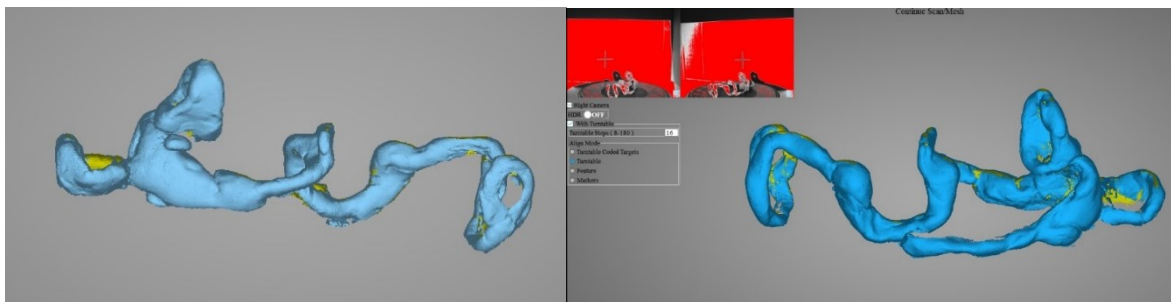 Continue Scan/Mesh
Right Camera
HDR OFF
With Turntable
Turntable Steps ( 8-180 ) 16
Align Mode
Turntable Coded Targets
Turntable
Feature
Markers